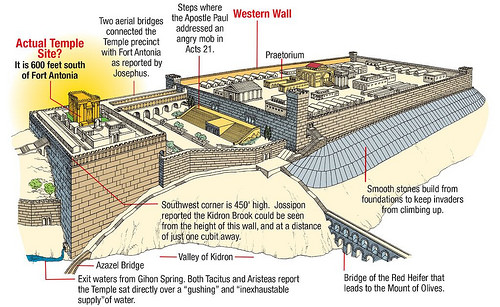 Actual Temple
Site?
It is 600 feet south
of Fort Antonia
Two aerial bridges
connected the
Temple precinct
with Fort Antonia
as reported by
Josephus.
Steps where
the Apostle Paul
addressed an
angry mob in
Acts 21.
Western Wall
Praetorium
Smooth stones build from
foundations to keep invaders
from climbing up.
Southwest corner is 450' high. Jossipon
reported the Kidron Brook could be seen
from the height of this wall, and at a distance
of just one cubit away.
Valley of Kidron
Azazel Bridge
Exit waters from Gihon Spring. Both Tacitus and Aristeas report
the Temple sat directly over a "gushing" and "inexhaustable
supply"of water.
Bridge of the Red Heifer that
leads to the Mount of Olives.